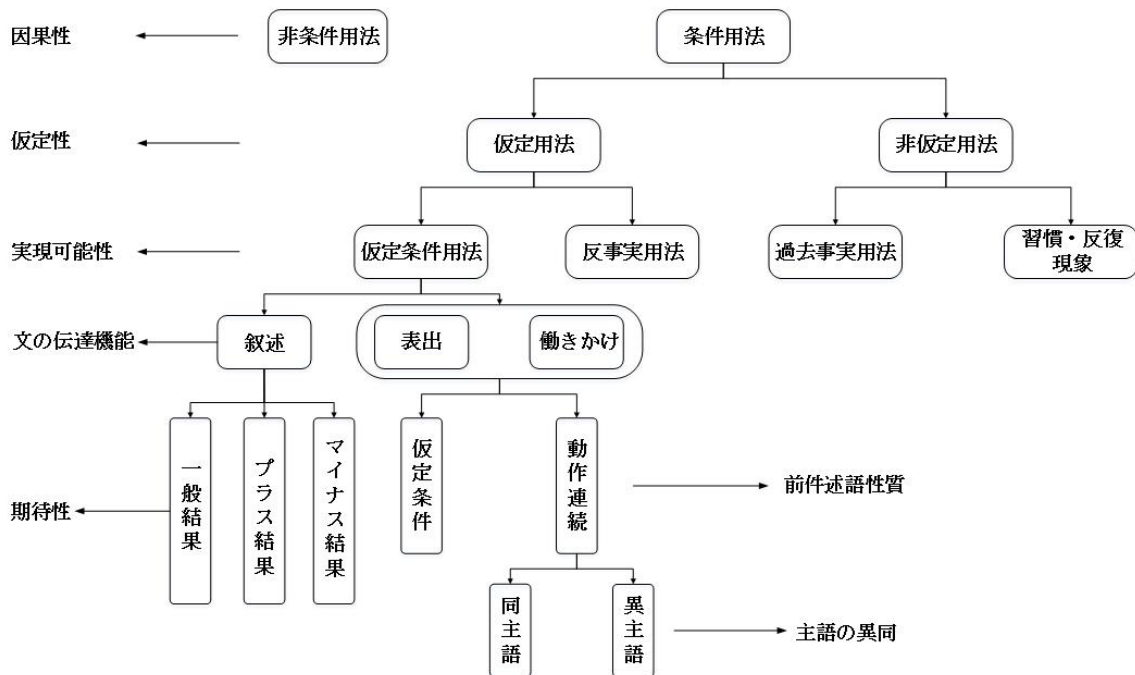 因果性
非条件用法
条件用法
仮定性
仮定用法
非仮定用法
実現可能性
仮定条件用法
反事実用法
過去事実用法
習慣・反復
現象
文の伝達機能
叙述
表出
働きかけ
期待性
一般結果
プラス結果
マイナス結果
仮定条件
動作連続
前件述語性質
同主語
異主語
主語の異同